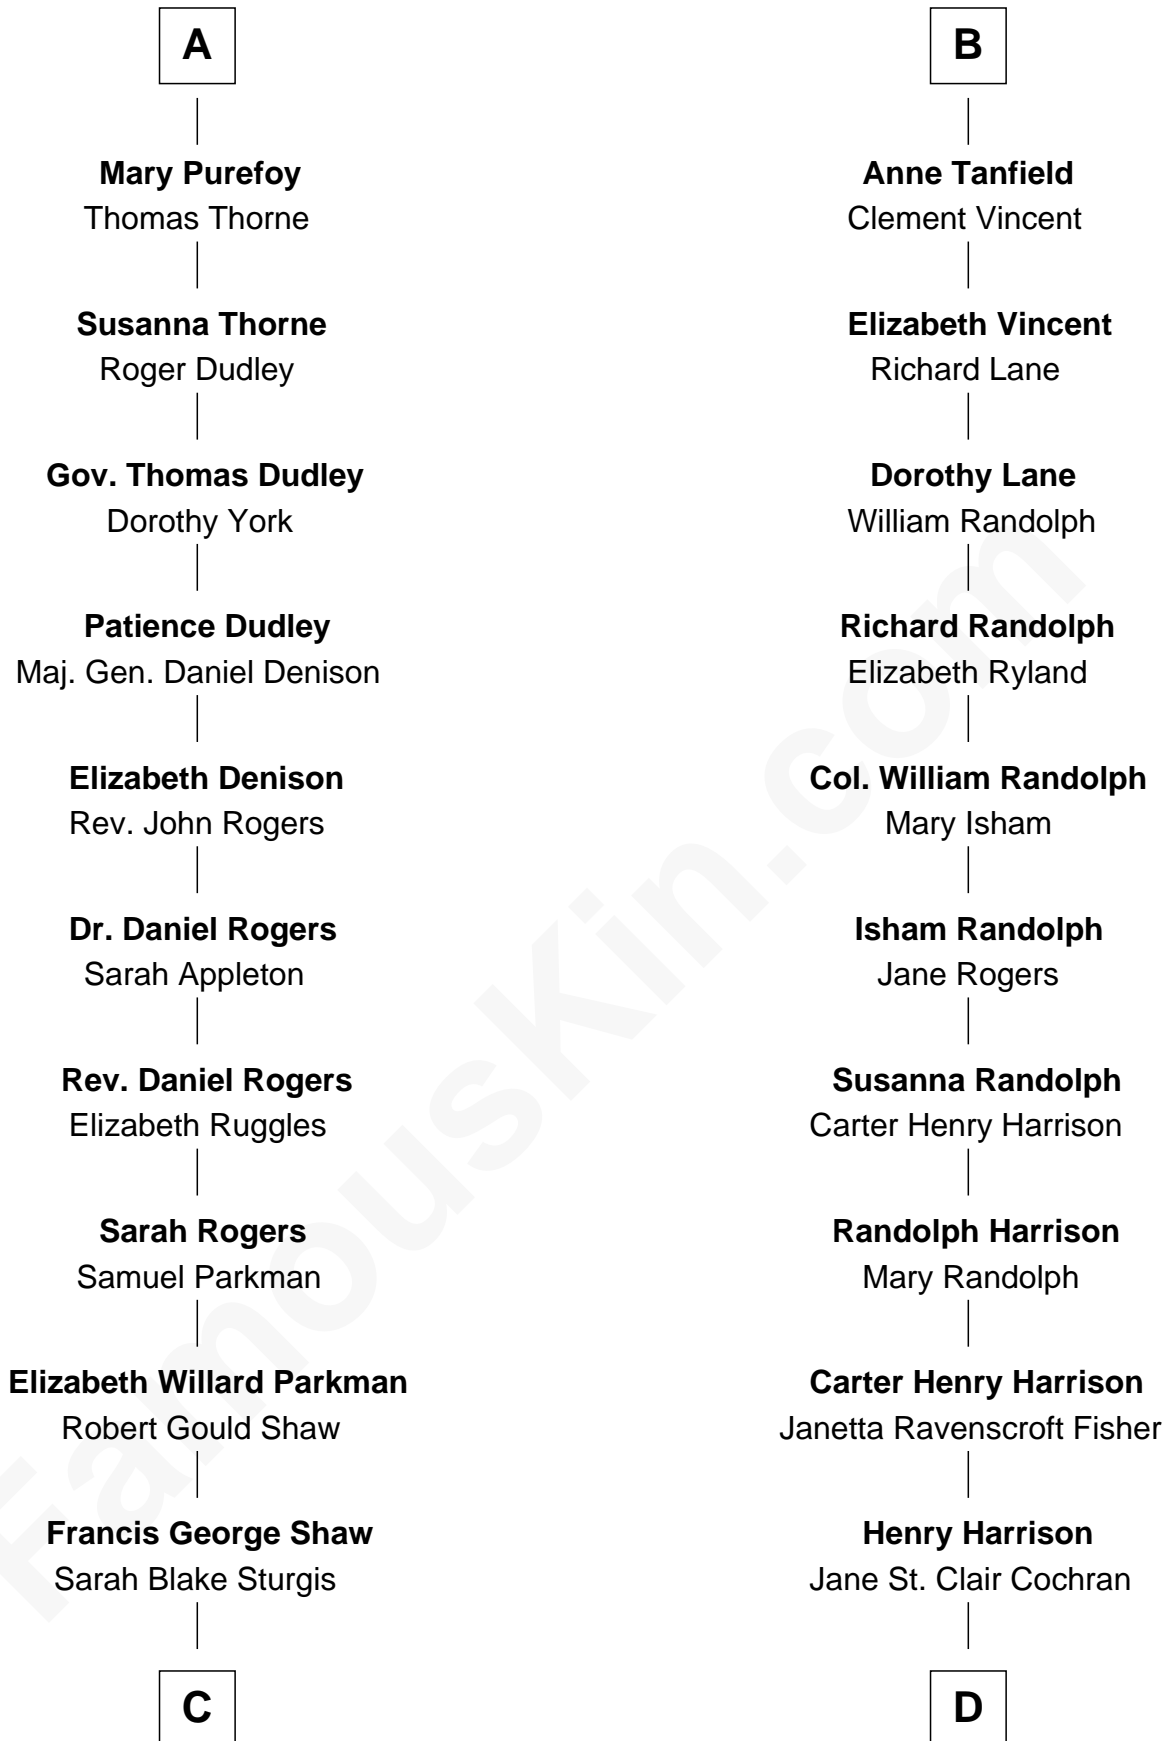 A
Mary Purefoy
Thomas Thorne
Susanna Thorne
Roger Dudley
Gov. Thomas Dudley
Dorothy York
Patience Dudley
Maj. Gen. Daniel Denison
Elizabeth Denison
Rev. John Rogers
Dr. Daniel Rogers
Sarah Appleton
Rev. Daniel Rogers
Elizabeth Ruggles
Sarah Rogers
Samuel Parkman
Elizabeth Willard Parkman
Robert Gould Shaw
Francis George Shaw
Sarah Blake Sturgis
C
B
Anne Tanfield
Clement Vincent
Elizabeth Vincent
Richard Lane
Dorothy Lane
William Randolph
Richard Randolph
Elizabeth Ryland
Col. William Randolph
Mary Isham
Isham Randolph
Jane Rogers
Susanna Randolph
Carter Henry Harrison
Randolph Harrison
Mary Randolph
Carter Henry Harrison
Janetta Ravenscroft Fisher
Henry Harrison
Jane St. Clair Cochran
D
FamousKin.com